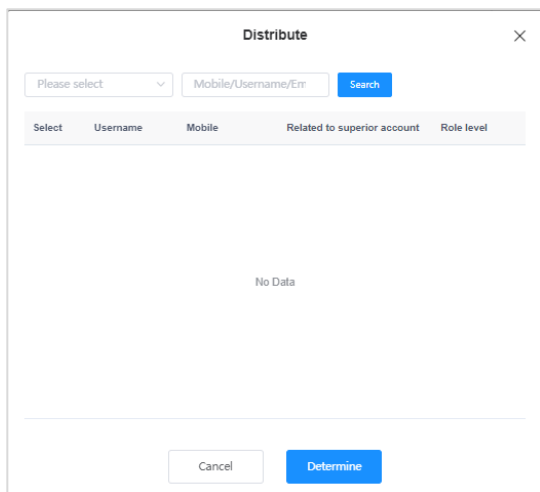 Distribute
Please select Mobile/Username/Em Search
Select Username Mobile Related to superior account Role level
No Data
Cancel Determine